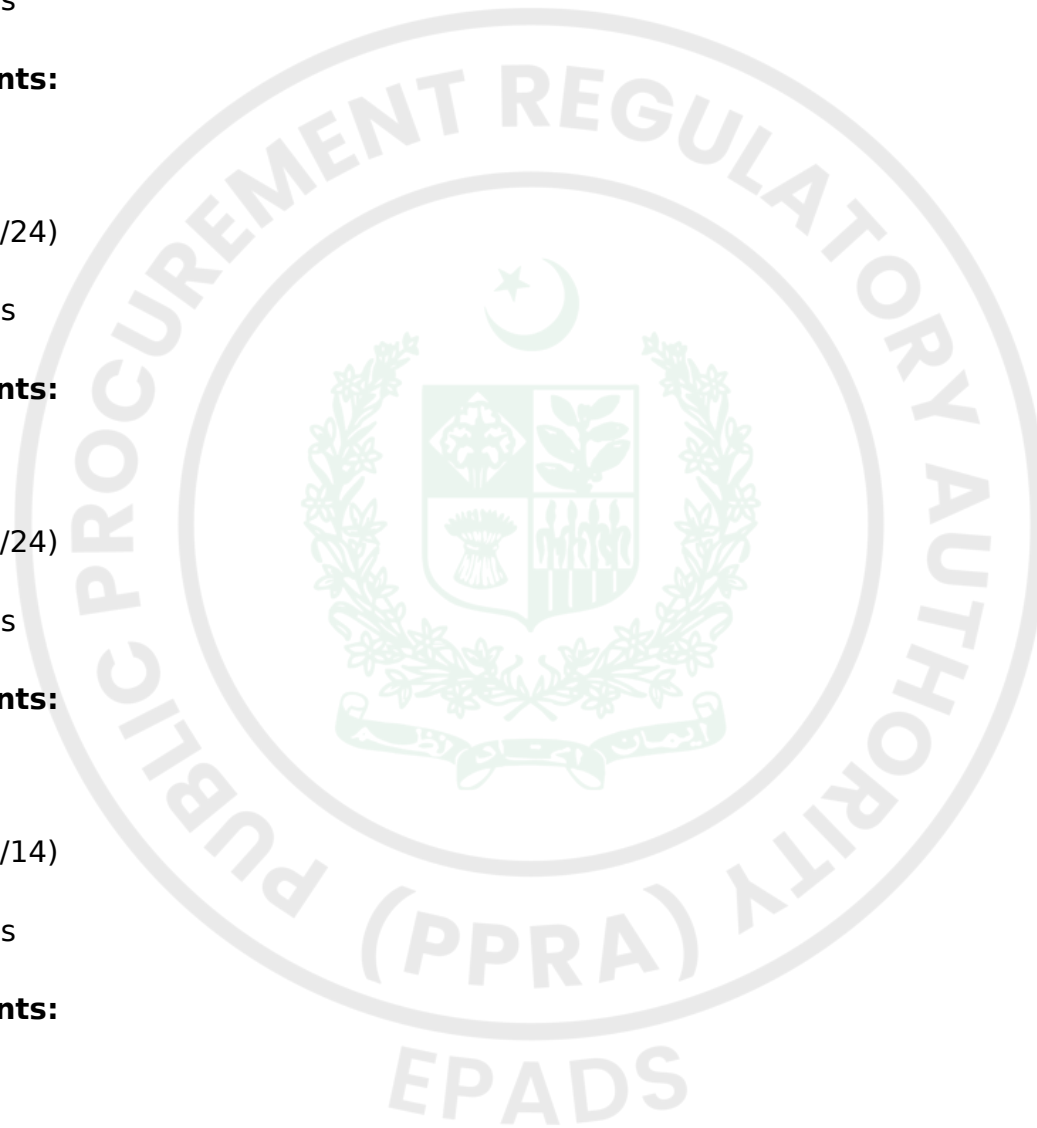 s
nts:
/24)
s
nts:
/24)
s
nts:
/14)
s
nts:
PUBLIC PROCUREMENT REGULATORY AUTHORITY
(PPRA)
EPADS